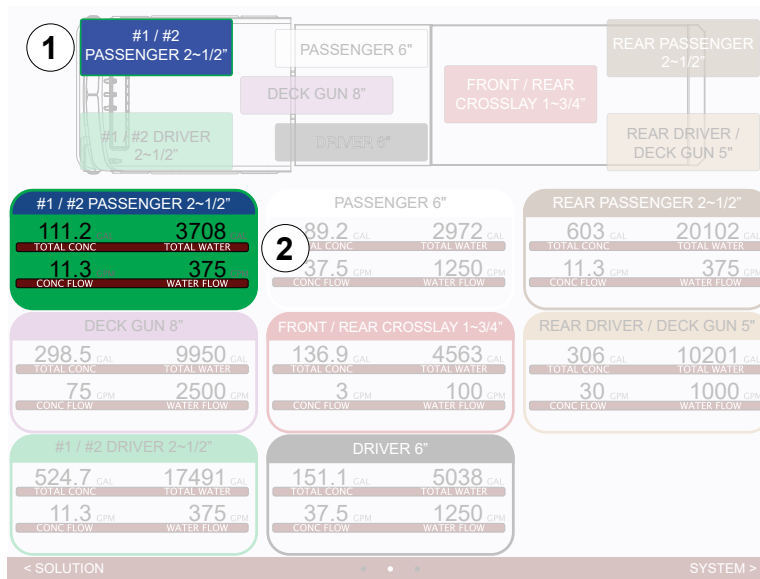 1
#1 / #2
PASSENGER 2~1/2"
PASSENGER 6"
REAR PASSENGER
2~1/2"
DECK GUN 8"
FRONT / REAR
CROSSLAY 1~3/4"
#1 / #2 DRIVER
2~1/2"
DRIVER 6"
REAR DRIVER /
DECK GUN 5"
#1 / #2 PASSENGER 2~1/2"
111.2 GAL 3708 GAL
TOTAL CONC TOTAL WATER
11.3 GPM 375 GPM
CONC FLOW WATER FLOW
2
PASSENGER 6"
89.2 GAL 2972 GAL
TOTAL CONC TOTAL WATER
37.5 GPM 1250 GPM
CONC FLOW WATER FLOW
REAR PASSENGER 2~1/2"
603 GAL 20102 GAL
TOTAL CONC TOTAL WATER
11.3 GPM 375 GPM
CONC FLOW WATER FLOW
DECK GUN 8"
298.5 GAL 9950 GAL
TOTAL CONC TOTAL WATER
75 GPM 2500 GPM
CONC FLOW WATER FLOW
FRONT / REAR CROSSLAY 1~3/4"
136.9 GAL 4563 GAL
TOTAL CONC TOTAL WATER
3 GPM 100 GPM
CONC FLOW WATER FLOW
REAR DRIVER / DECK GUN 5"
306 GAL 10201 GAL
TOTAL CONC TOTAL WATER
30 GPM 1000 GPM
CONC FLOW WATER FLOW
#1 / #2 DRIVER 2~1/2"
524.7 GAL 17491 GAL
TOTAL CONC TOTAL WATER
11.3 GPM 375 GPM
CONC FLOW WATER FLOW
DRIVER 6"
151.1 GAL 5038 GAL
TOTAL CONC TOTAL WATER
37.5 GPM 1250 GPM
CONC FLOW WATER FLOW
< SOLUTION SYSTEM >